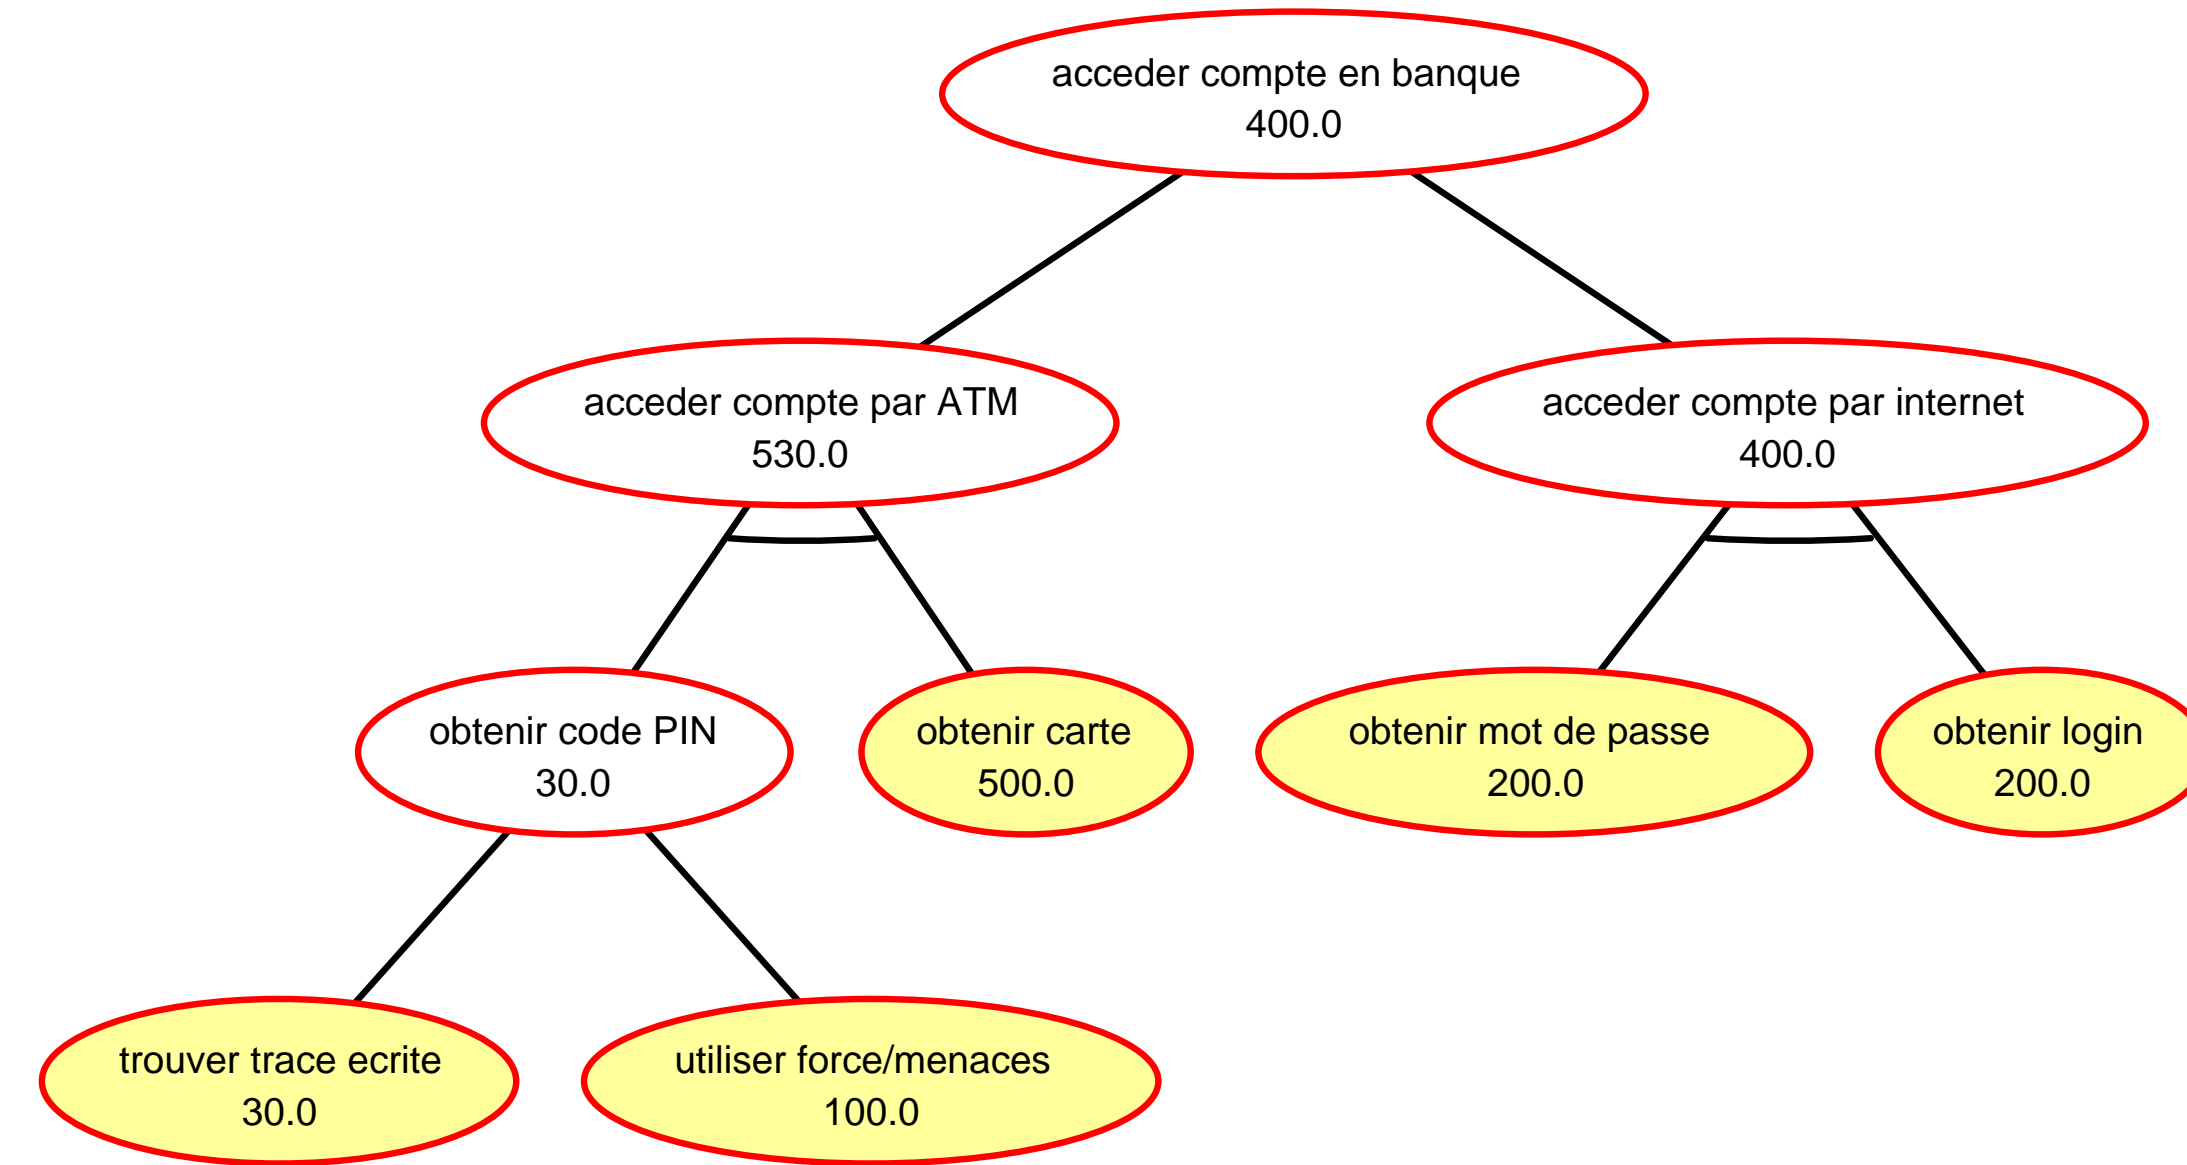 acceder compte en banque
400.0
acceder compte par ATM
530.0
acceder compte par internet
400.0
obtenir code PIN
30.0
obtenir carte
500.0
obtenir mot de passe
200.0
obtenir login
200.0
trouver trace ecrite
30.0
utiliser force/menaces
100.0